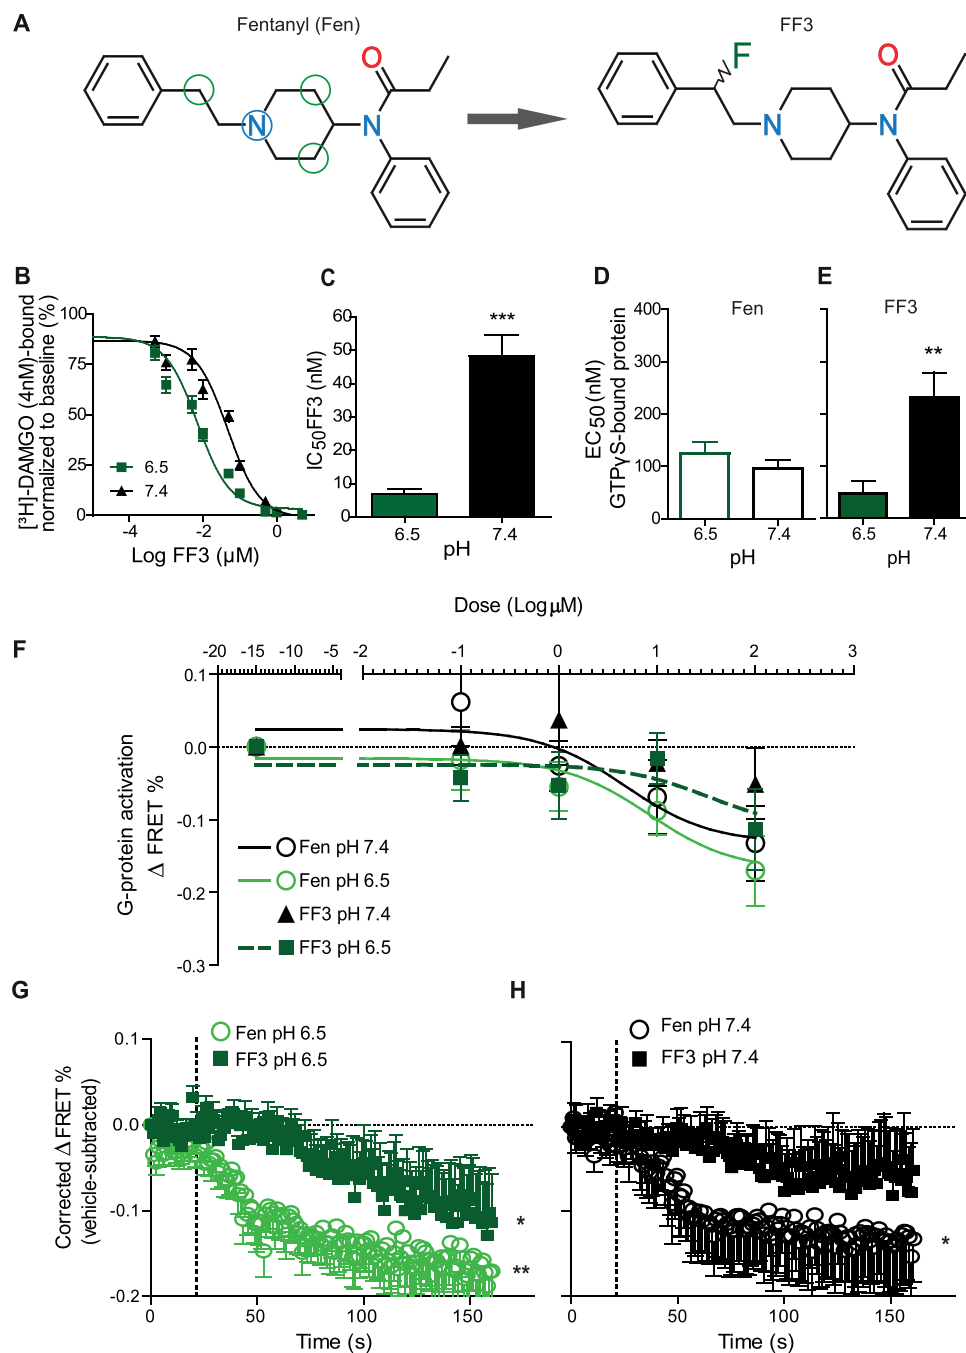 A
Fentanyl (Fen)
FF3
O
N
N
F
O
N
N
B
[³H]-DAMGO (4nM)-bound
normalized to baseline (%)
100
75
50
25
0
6.5
7.4
-4
-2
0
Log FF3 (µM)
C
IC50FF3 (nM)
60
50
40
30
20
10
0
***
6.5
7.4
pH
D
EC50 (nM)
GTPγS-bound protein
400
300
200
100
0
Fen
6.5
7.4
pH
E
FF3
**
6.5
7.4
pH
Dose (Log µM)
F
-20
-15
-10
-5
-2
-1
0
1
2
3
G-protein activation
Δ FRET %
0.1
0.0
-0.1
-0.2
-0.3
Fen pH 7.4
Fen pH 6.5
FF3 pH 7.4
FF3 pH 6.5
G
Corrected Δ FRET %
(vehicle-subtracted)
0.1
0.0
-0.1
-0.2
Fen pH 6.5
FF3 pH 6.5
*
**
0
50
100
150
Time (s)
H
Fen pH 7.4
FF3 pH 7.4
*
0
50
100
150
Time (s)